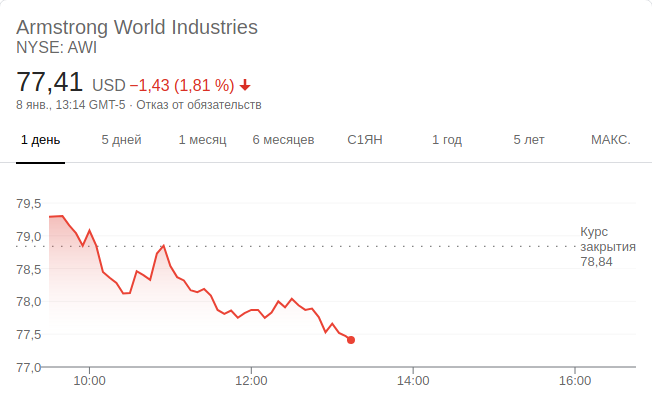 Armstrong World Industries
NYSE: AWI
77,41 USD −1,43 (1,81 %)
8 янв., 13:14 GMT-5 · Отказ от обязательств
1 день 5 дней 1 месяц 6 месяцев С1ЯН 1 год 5 лет МАКС.
79,5
79,0
78,5
78,0
77,5
77,0
Курс
закрытия
78,84
10:00 12:00 14:00 16:00